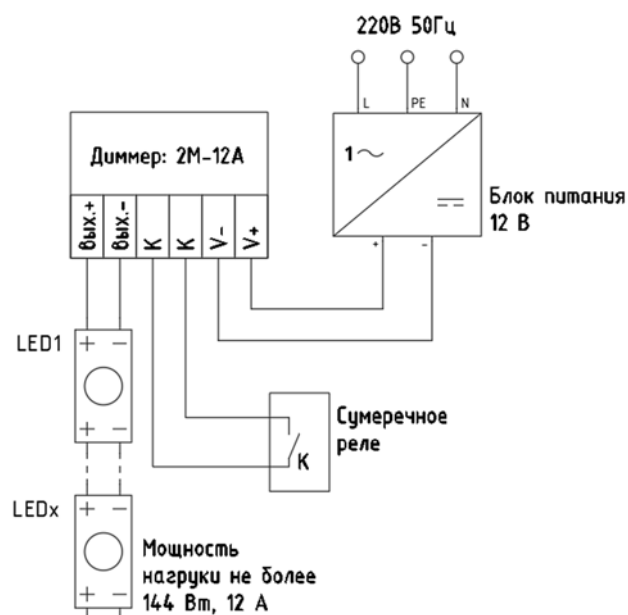 220В 50Гц
L
PE
N
Диммер: 2М-12А
1
Блок питания
12 В
вых.+
вых.-
К
К
V-
V+
+
-
LED1
+
-
+
-
Сумеречное
реле
К
LEDx
+
-
+
-
Мощность
нагруки не более
144 Вт, 12 А